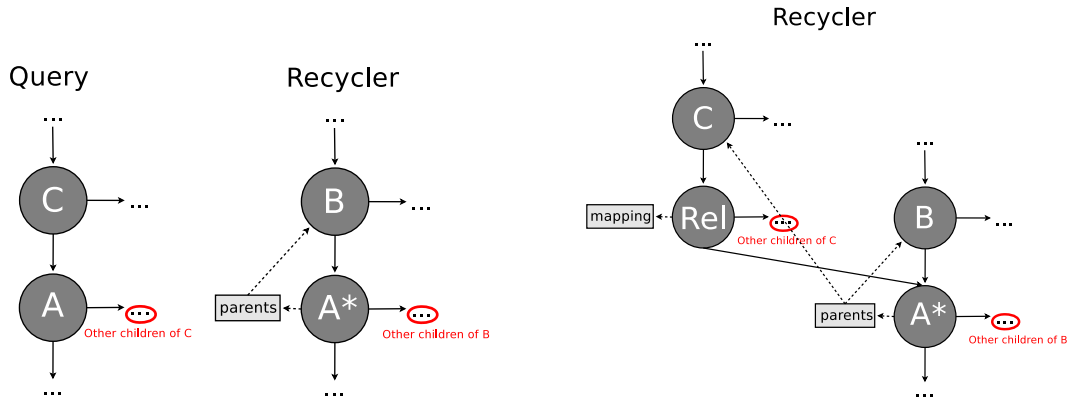 Query
...
C
...
A
...
Other children of C
...
Recycler
...
B
...
parents
A*
...
Other children of B
...
Recycler
...
C
...
mapping
Rel
...
Other children of C
...
B
...
parents
A*
...
Other children of B
...